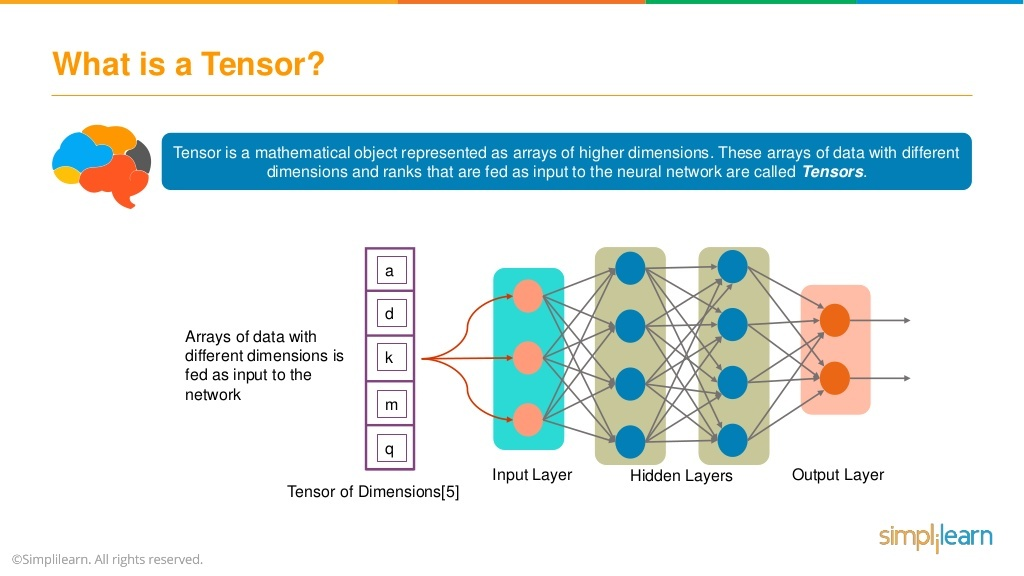 What is a Tensor?
Tensor is a mathematical object represented as arrays of higher dimensions. These arrays of data with different
dimensions and ranks that are fed as input to the neural network are called Tensors.
a
d
k
m
q
Arrays of data with
different dimensions is
fed as input to the
network
Tensor of Dimensions[5]
Input Layer
Hidden Layers
Output Layer
simplilearn
©Simplilearn. All rights reserved.